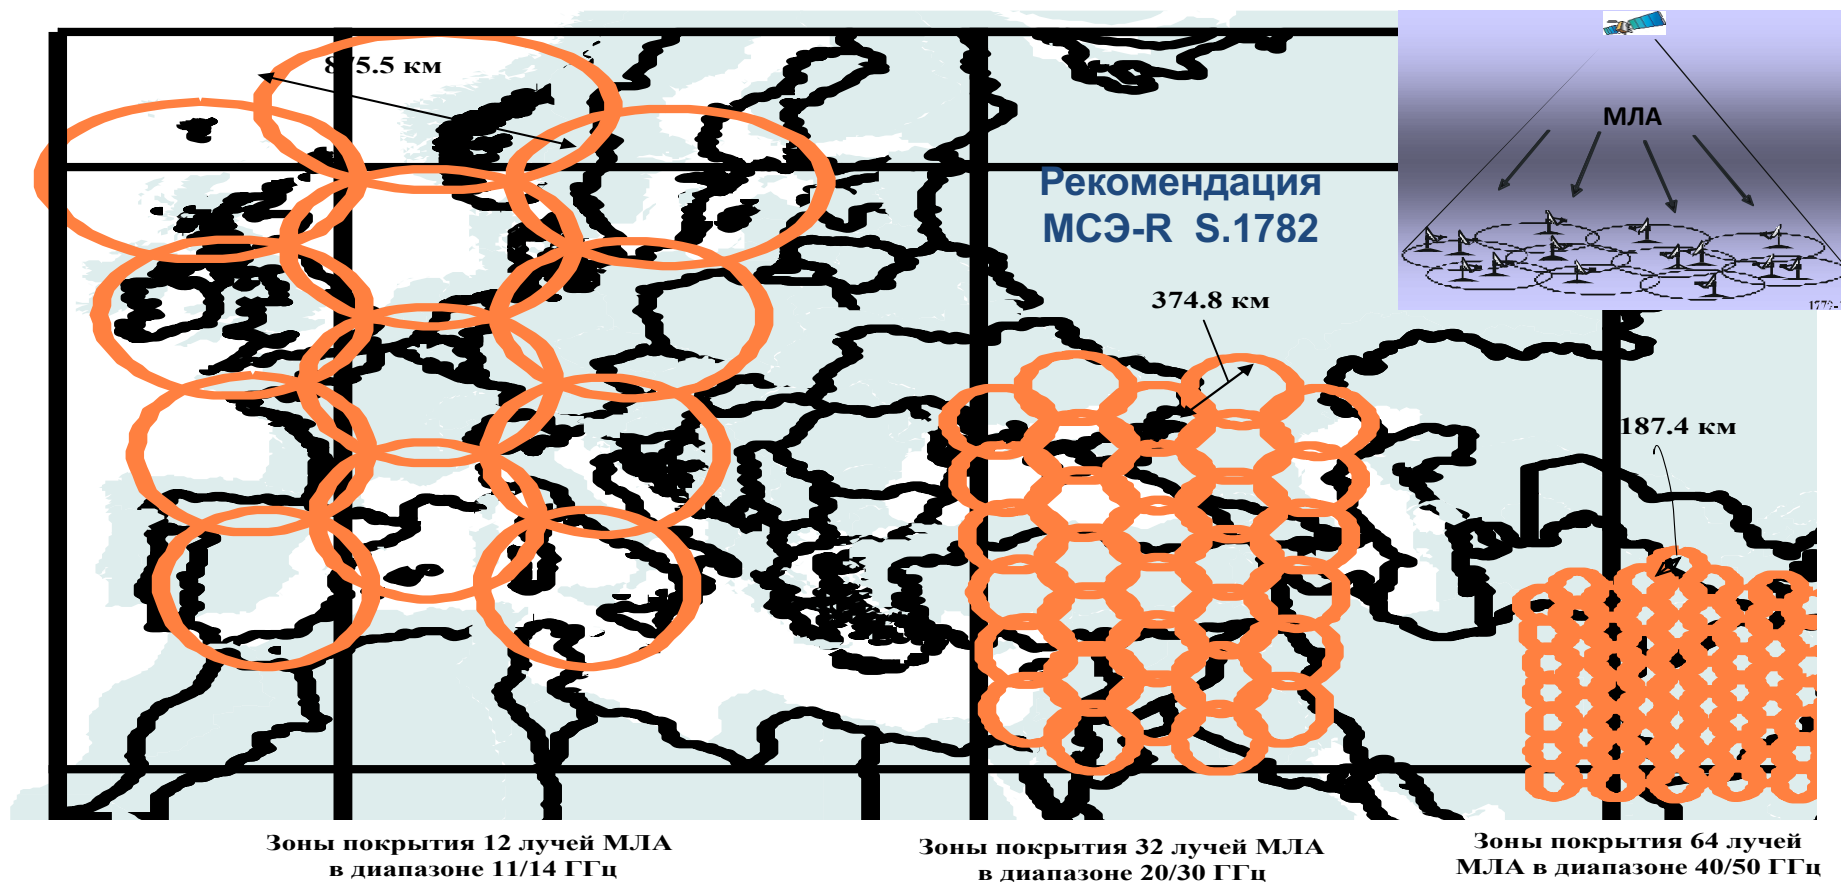 875.5 км
МЛА
Рекомендация
МСЭ-R S.1782
374.8 км
187.4 км
Зоны покрытия 12 лучей МЛА
в диапазоне 11/14 ГГц
Зоны покрытия 32 лучей МЛА
в диапазоне 20/30 ГГц
Зоны покрытия 64 лучей
МЛА в диапазоне 40/50 ГГц